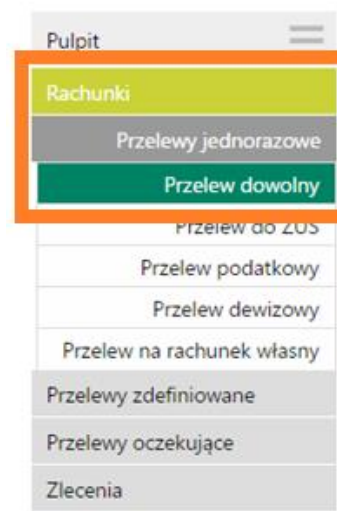 Pulpit
Rachunki
Przelewy jednorazowe
Przelew dowolny
Przelew do ZUS
Przelew podatkowy
Przelew dewizowy
Przelew na rachunek własny
Przelewy zdefiniowane
Przelewy oczekujące
Zlecenia